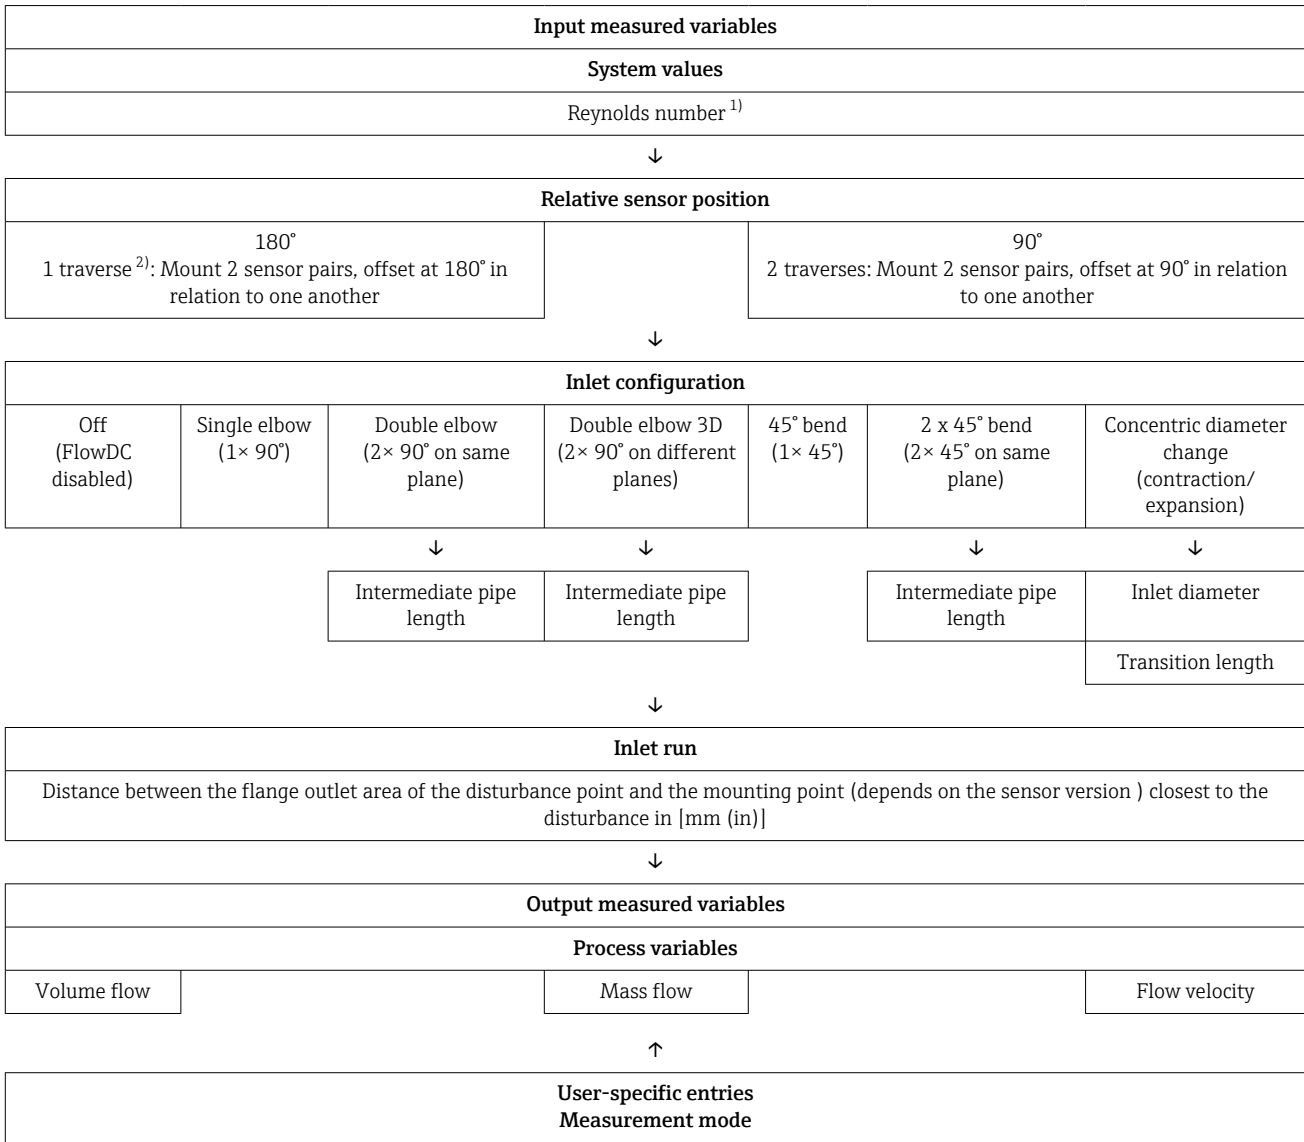 Input measured variables
System values
Reynolds number 1)
↓
Relative sensor position
180°
1 traverse 2): Mount 2 sensor pairs, offset at 180° in
relation to one another
90°
2 traverses: Mount 2 sensor pairs, offset at 90° in relation
to one another
↓
Inlet configuration
Off
(FlowDC
disabled)
Single elbow
(1× 90°)
Double elbow
(2× 90° on same
plane)
Double elbow 3D
(2× 90° on different
planes)
45° bend
(1× 45°)
2 x 45° bend
(2× 45° on same
plane)
Concentric diameter
change
(contraction/
expansion)
↓ ↓ ↓ ↓
Intermediate pipe
length
Intermediate pipe
length
Intermediate pipe
length
Inlet diameter
Transition length
↓
Inlet run
Distance between the flange outlet area of the disturbance point and the mounting point (depends on the sensor version ) closest to the
disturbance in [mm (in)]
↓
Output measured variables
Process variables
Volume flow
Mass flow
Flow velocity
↑
User-specific entries
Measurement mode